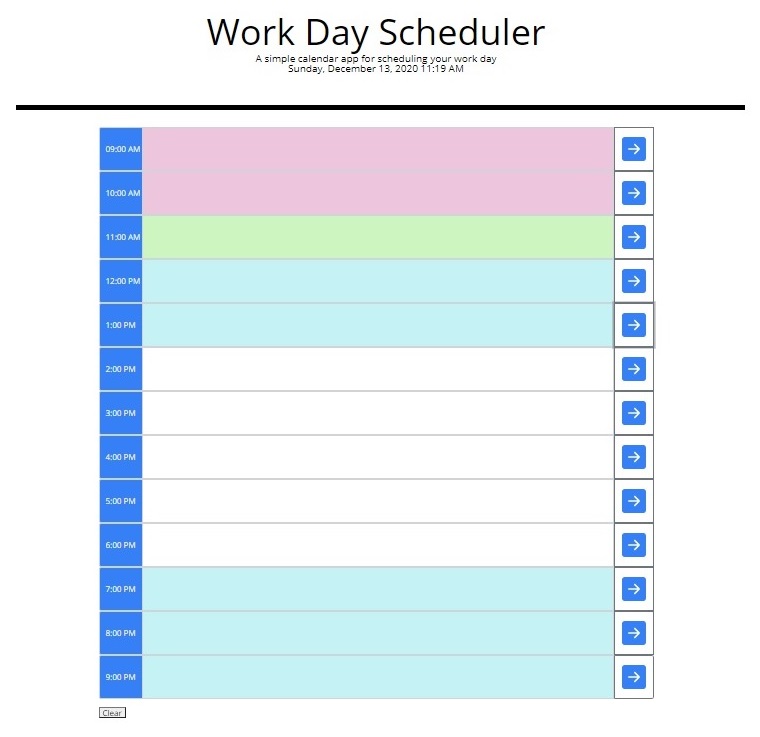 Work Day Scheduler
A simple calendar app for scheduling your work day
Sunday, December 13, 2020 11:19 AM
09:00 AM
10:00 AM
11:00 AM
12:00 PM
1:00 PM
2:00 PM
3:00 PM
4:00 PM
5:00 PM
6:00 PM
7:00 PM
8:00 PM
9:00 PM
Clear